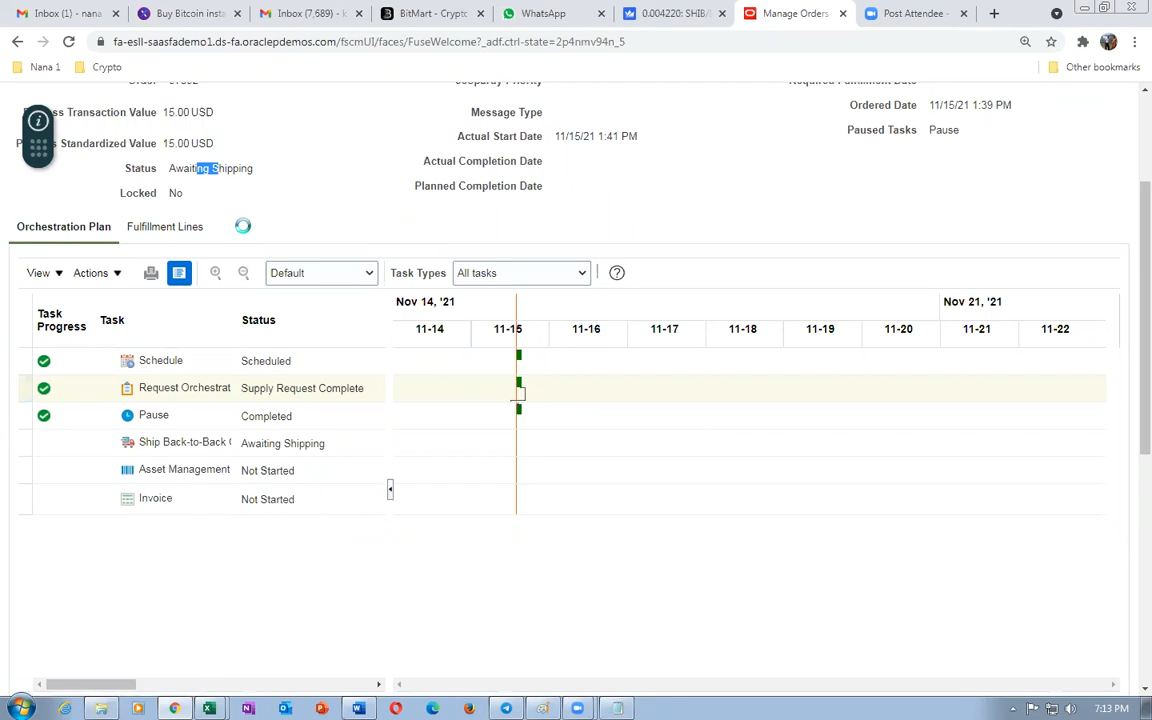 Inbox (1) - nana
Buy Bitcoin insta
Inbox (7,689) - k
BitMart - Crypto
WhatsApp
0.004220: SHIB/
Manage Orders
Post Attendee -
fa-esll-saasfademo1.ds-fa.oraclepdemos.com/fscmUI/faces/FuseWelcome?_adf.ctrl-state=2p4nmv94n_5
Nana 1
Crypto
Other bookmarks
Ordered Date 11/15/21 1:39 PM
Transaction Value 15.00 USD
Message Type
Paused Tasks Pause
Actual Start Date 11/15/21 1:41 PM
Standardized Value 15.00 USD
Actual Completion Date
Status Awaiting Shipping
Planned Completion Date
Locked No
Orchestration Plan
Fulfillment Lines
View
Actions
Default
Task Types All tasks
Nov 14, '21
Nov 21, '21
Task Progress
Task
Status
11-14 11-15 11-16 11-17 11-18 11-19 11-20 11-21 11-22
Schedule Scheduled
Request Orchestrat Supply Request Complete
Pause Completed
Ship Back-to-Back Awaiting Shipping
Asset Management Not Started
Invoice Not Started
7:13 PM